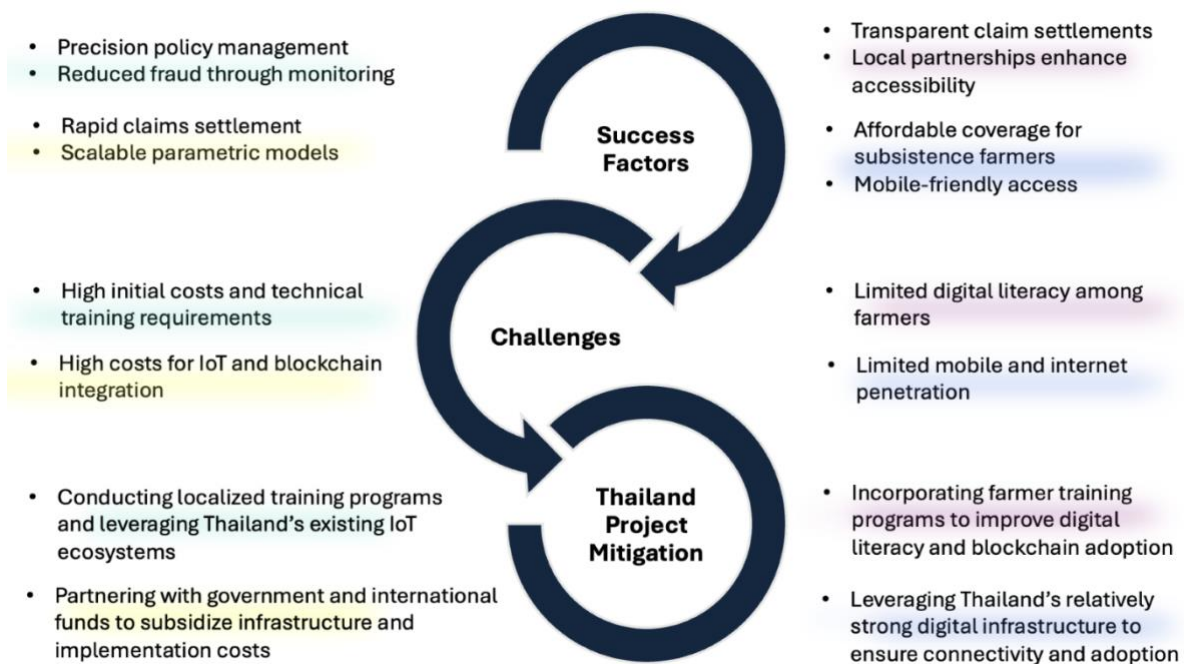 • Precision policy management
• Reduced fraud through monitoring
• Rapid claims settlement
• Scalable parametric models
Success
Factors
• Transparent claim settlements
• Local partnerships enhance
accessibility
• Affordable coverage for
subsistence farmers
• Mobile-friendly access
• High initial costs and technical
training requirements
• High costs for IoT and blockchain
integration
Challenges
• Limited digital literacy among
farmers
• Limited mobile and internet
penetration
• Conducting localized training programs
and leveraging Thailand's existing IoT
ecosystems
• Partnering with government and international
funds to subsidize infrastructure and
implementation costs
Thailand
Project
Mitigation
• Incorporating farmer training
programs to improve digital
literacy and blockchain adoption
• Leveraging Thailand's relatively
strong digital infrastructure to
ensure connectivity and adoption